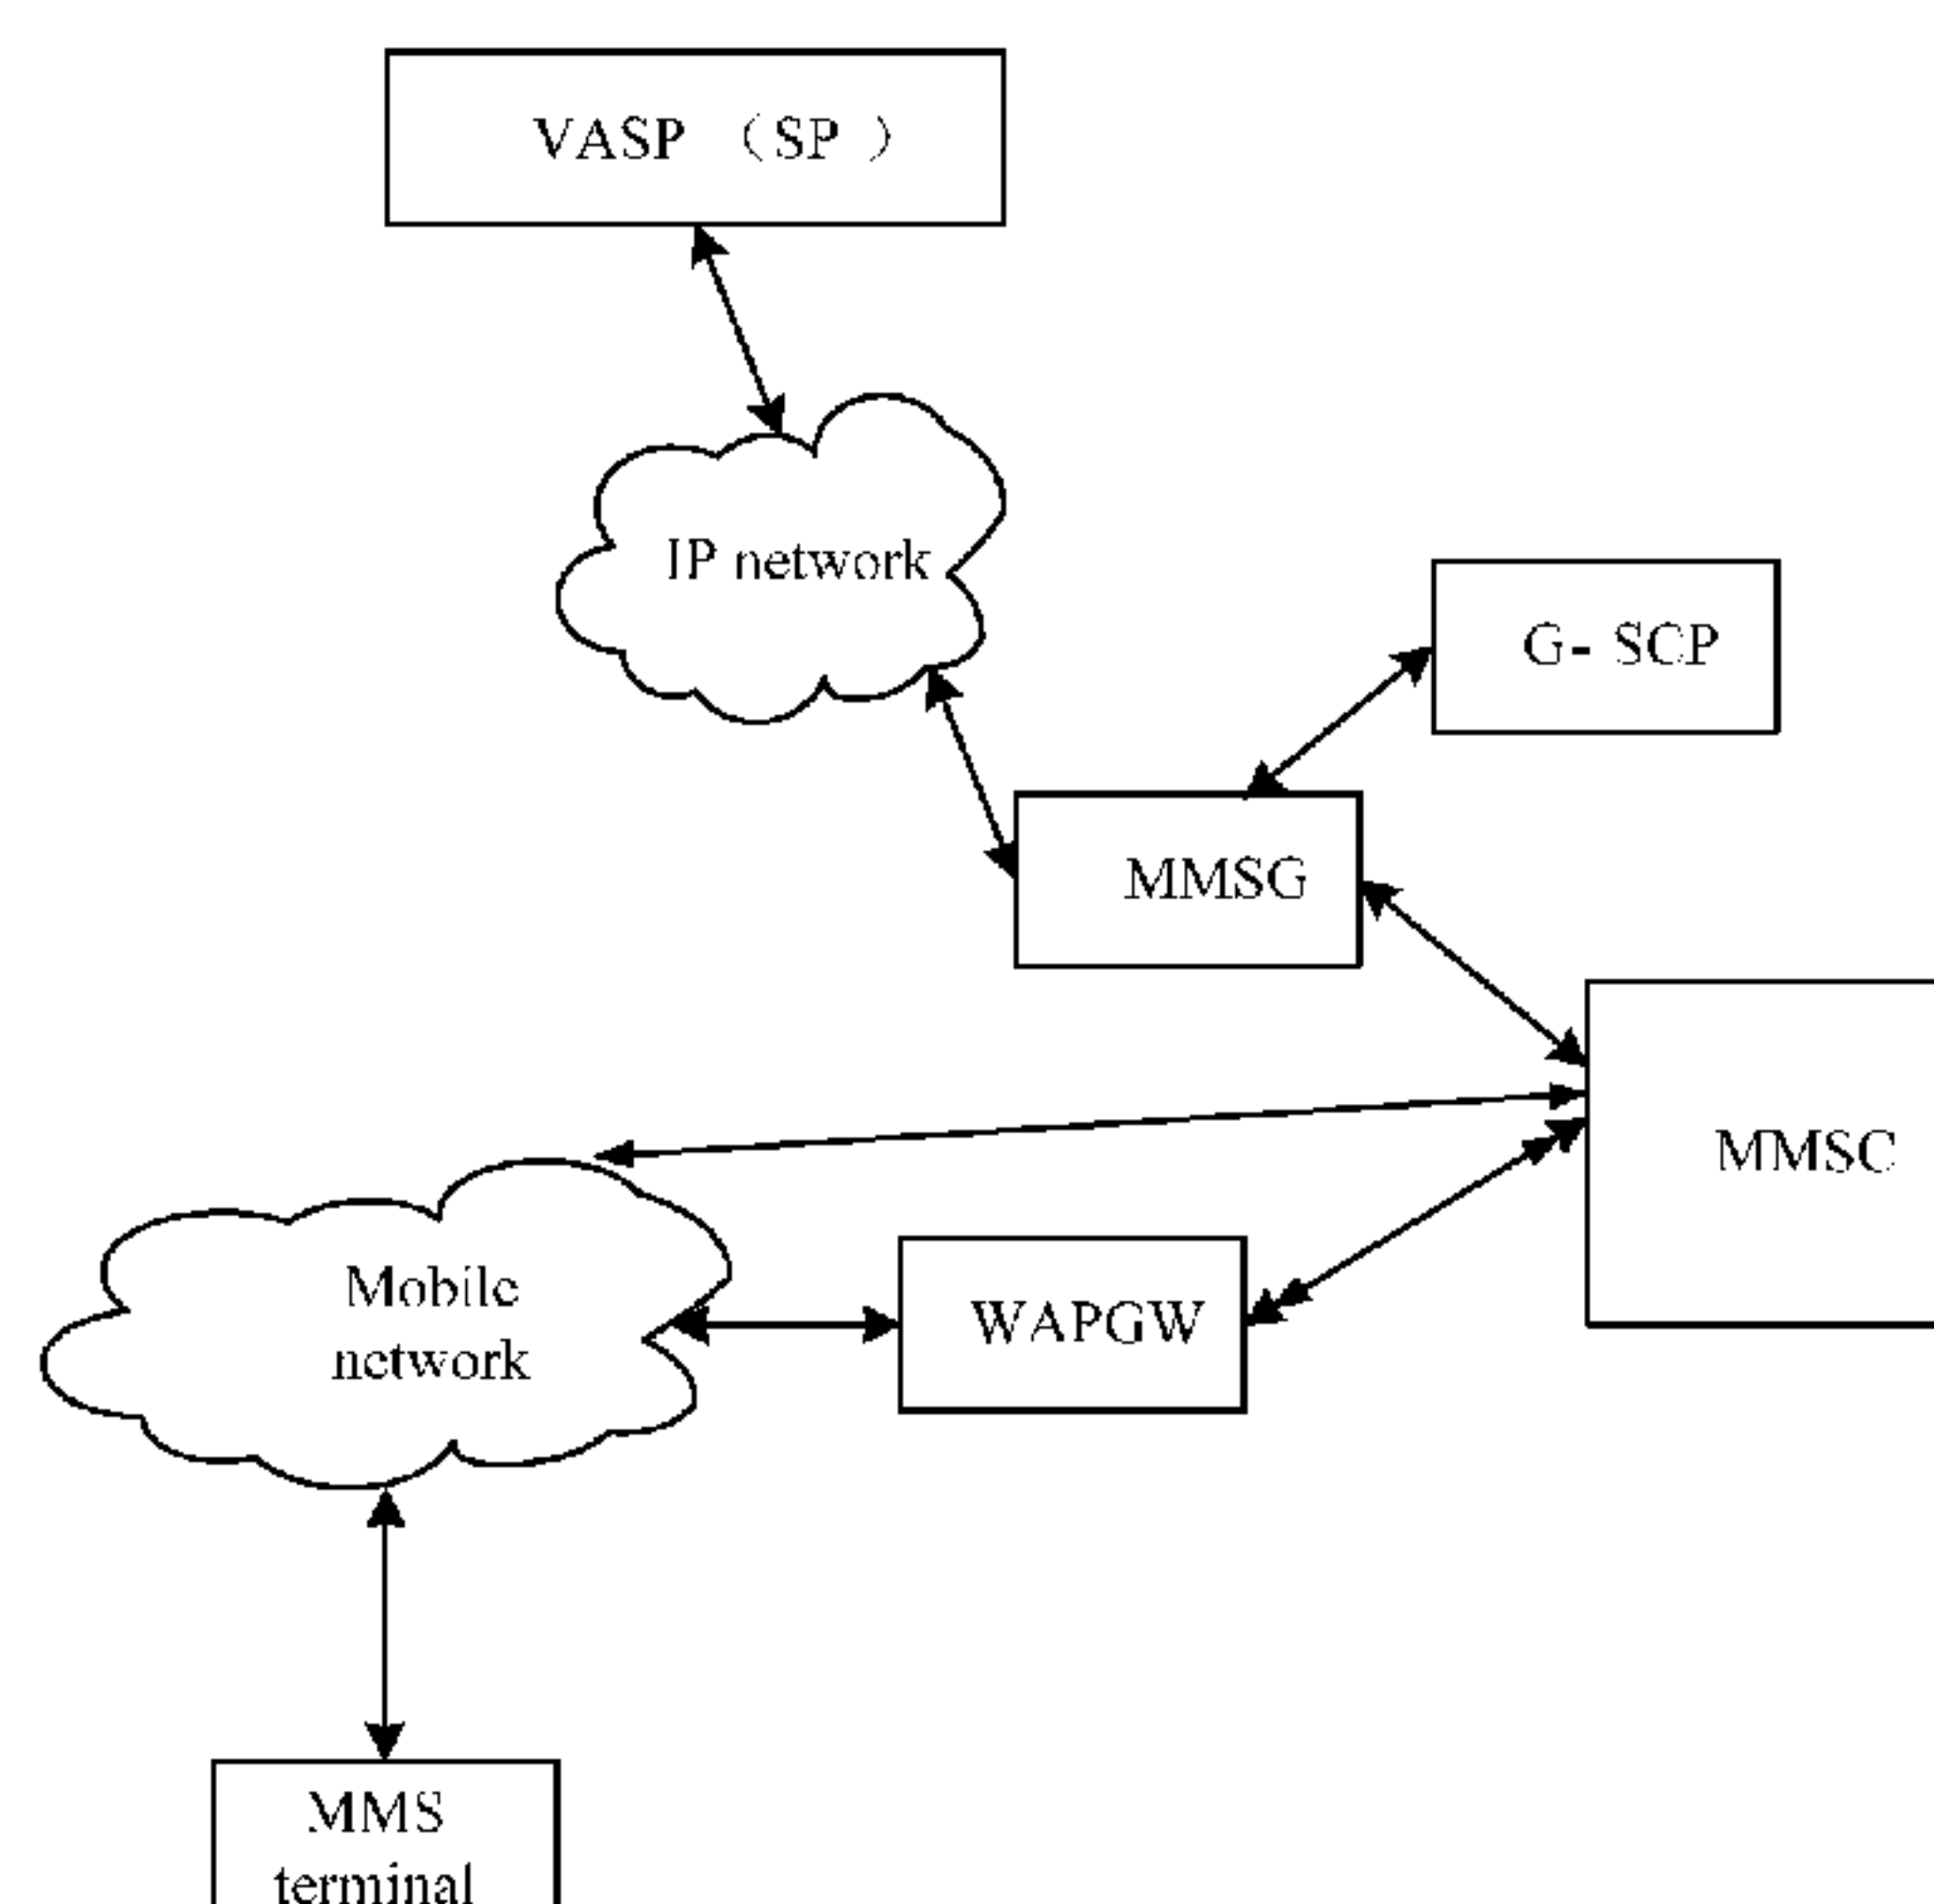 VASP （SP ）
IP network
G- SCP
MMSG
MMSC
Mobile
network
WAPGW
MMS
terminal